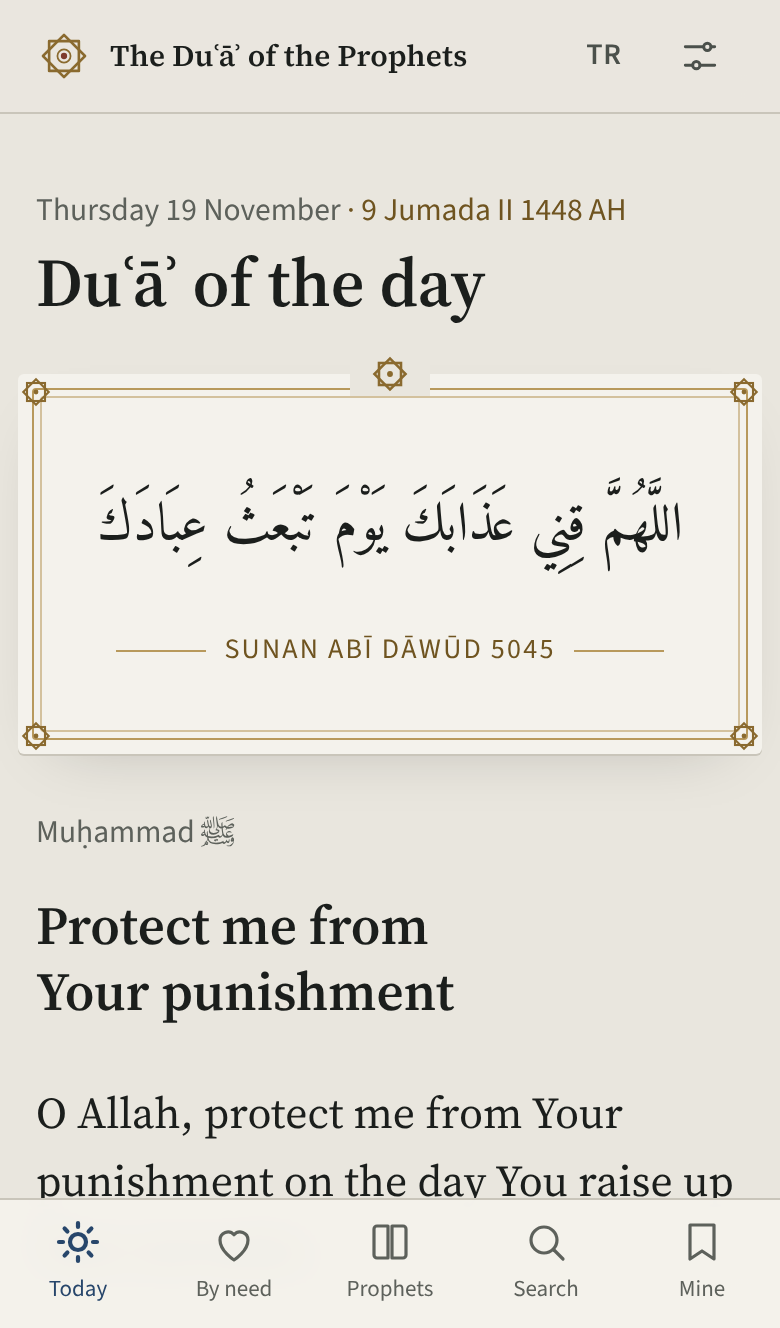 The Duʿāʾ of the Prophets
TR
Thursday 19 November · 9 Jumada II 1448 AH
Duʿāʾ of the day
اللَّهُمَّ قِنِي عَذَابَكَ يَوْمَ تَبْعَثُ عِبَادَكَ
SUNAN ABĪ DĀWŪD 5045
Muḥammad ﷺ
Protect me from
Your punishment
O Allah, protect me from Your
punishment on the day You raise up
Today
By need
Prophets
Search
Mine